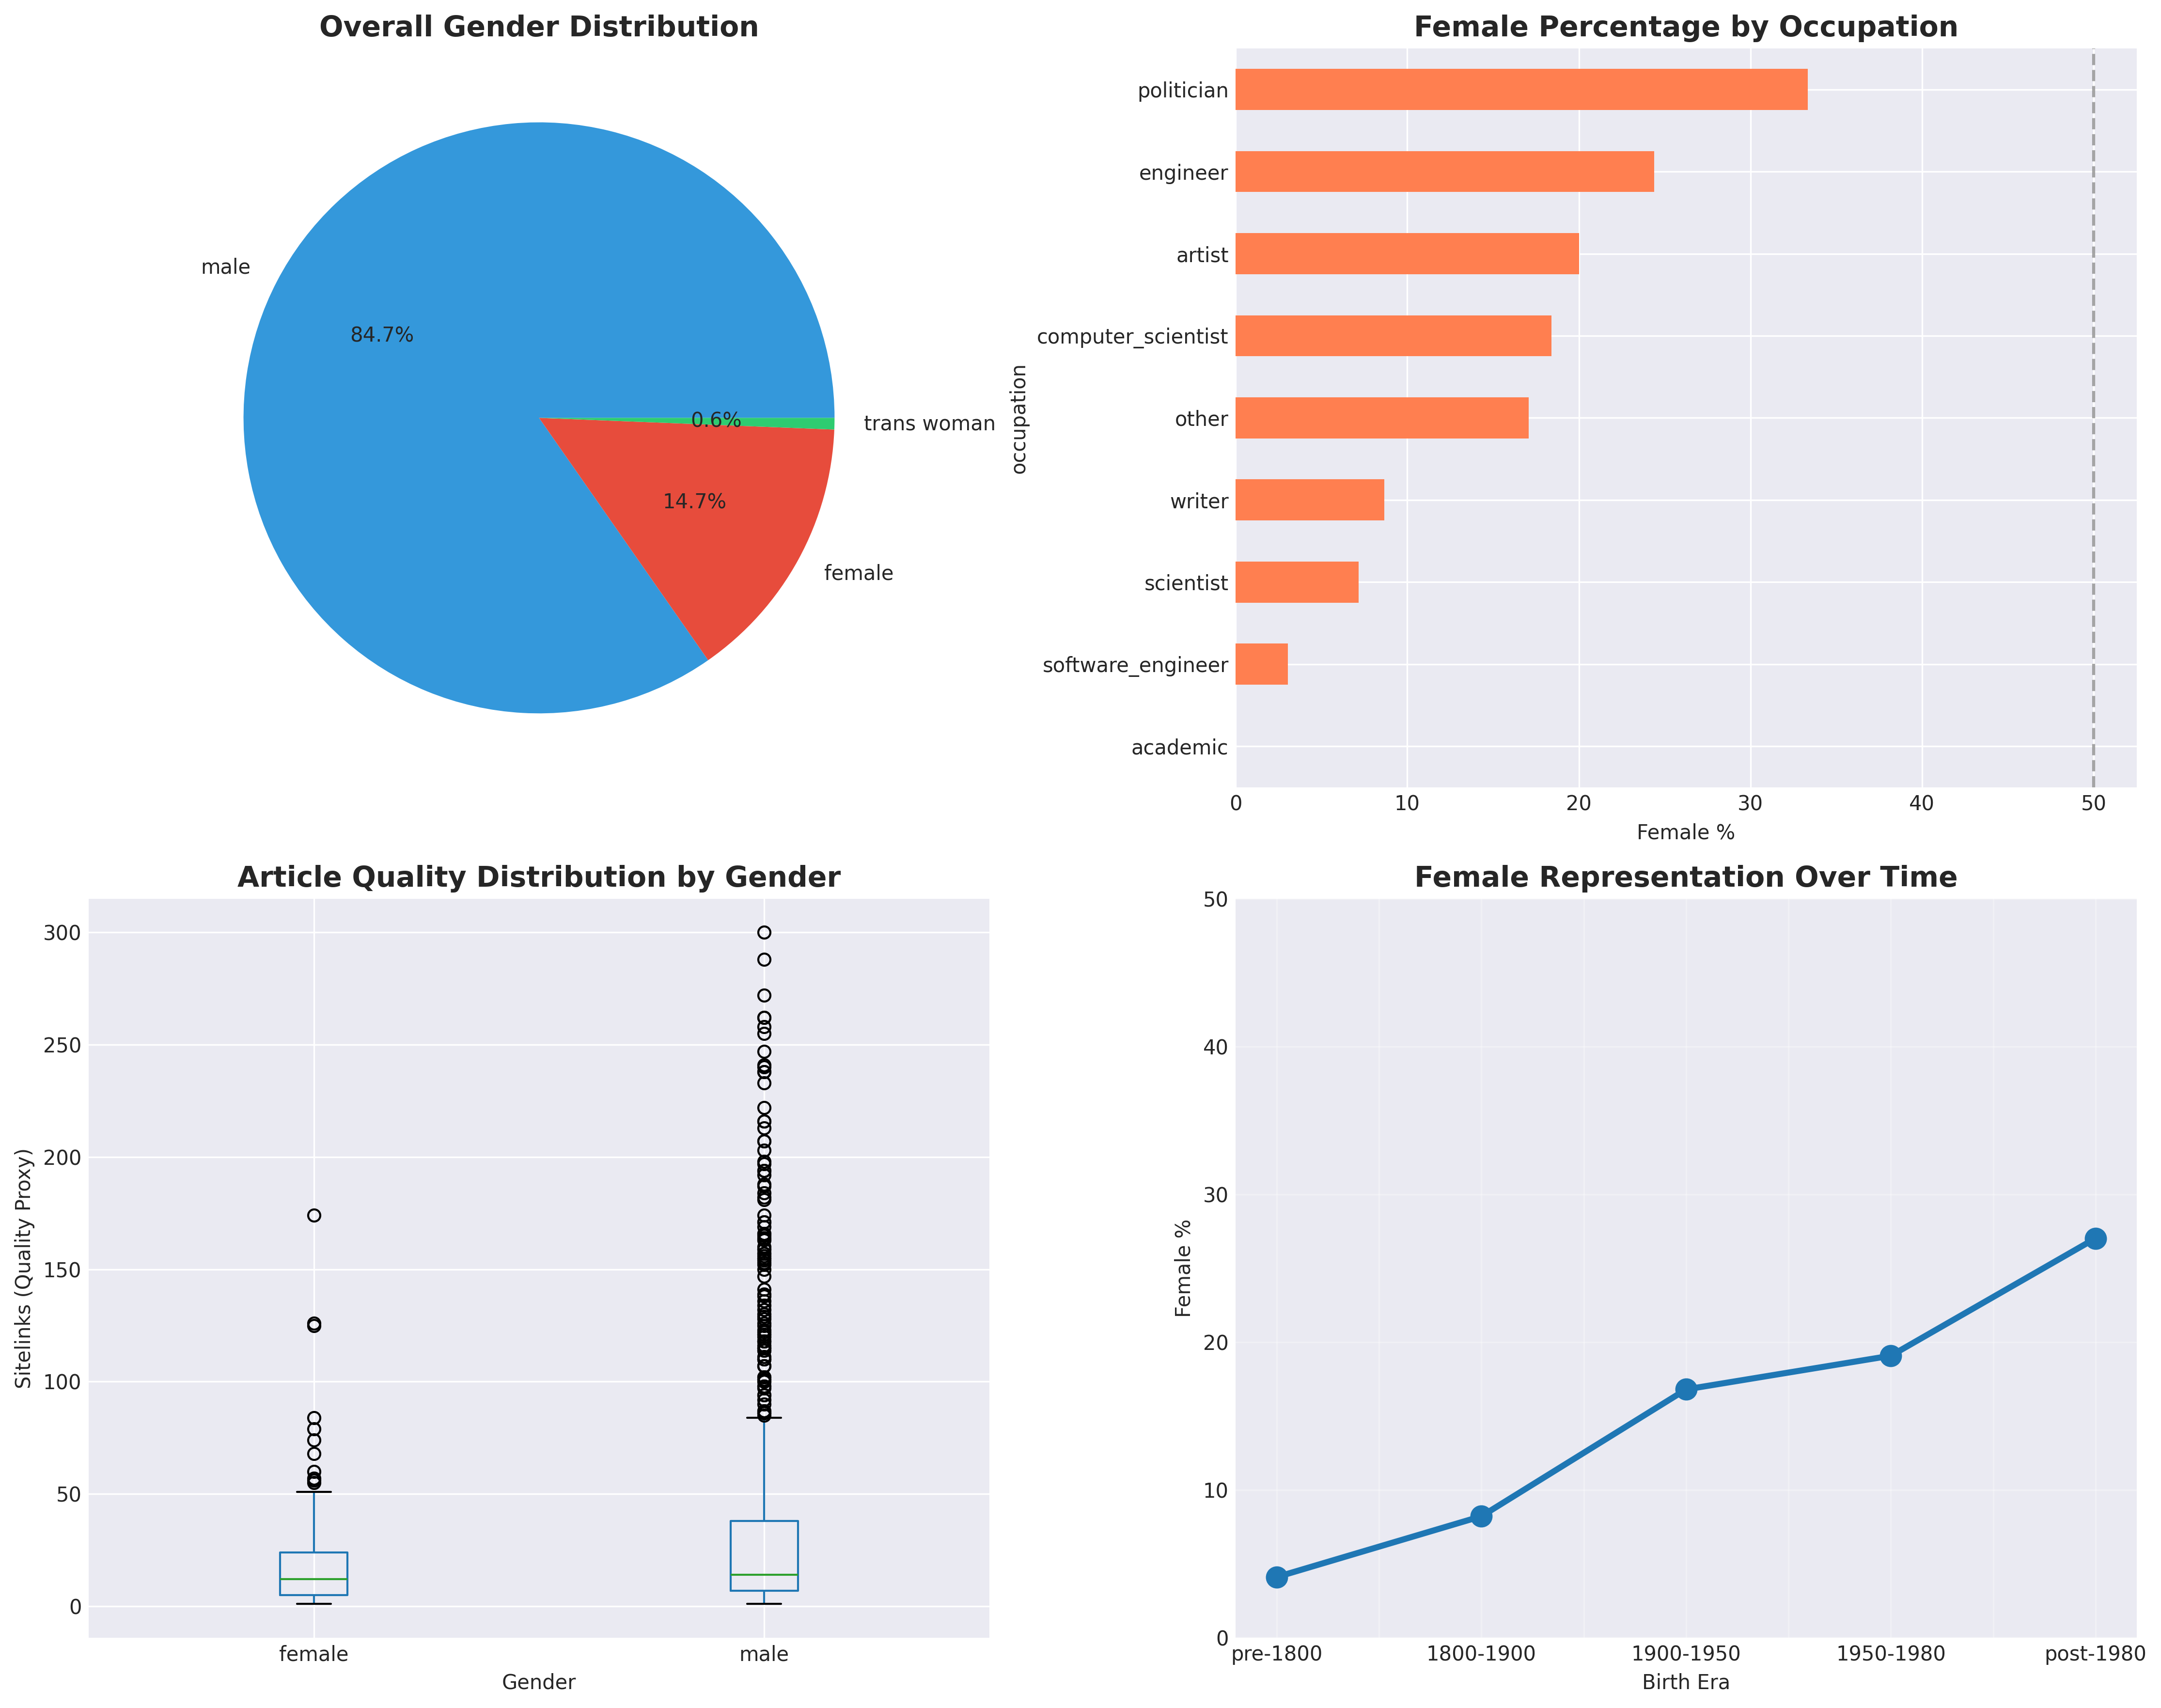 Overall Gender Distribution
male
84.7%
0.6%
trans woman
14.7%
female
Female Percentage by Occupation
occupation
politician
engineer
artist
computer_scientist
other
writer
scientist
software_engineer
academic
0 10 20 30 40 50
Female %
Article Quality Distribution by Gender
Sitelinks (Quality Proxy)
300
250
200
150
100
50
0
female male
Gender
Female Representation Over Time
Female %
50
40
30
20
10
0
pre-1800 1800-1900 1900-1950 1950-1980 post-1980
Birth Era